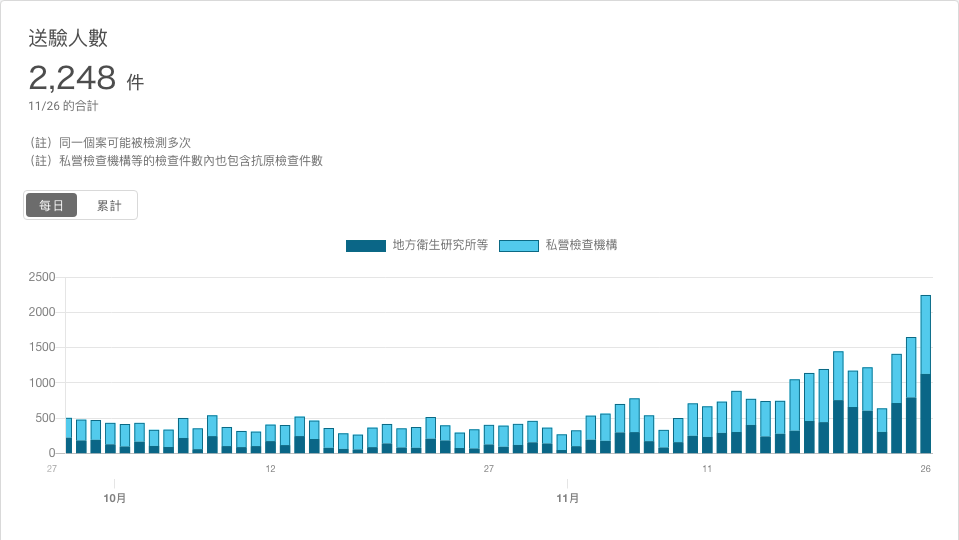 送驗人數
2,248 件
11/26 的合計
（註）同一個案可能被檢測多次
（註）私營檢查機構等的檢查件數內也包含抗原檢查件數
每日 累計
地方衛生研究所等 私營檢查機構
2500
2000
1500
1000
500
0
27 12 27 11 26
10月 11月